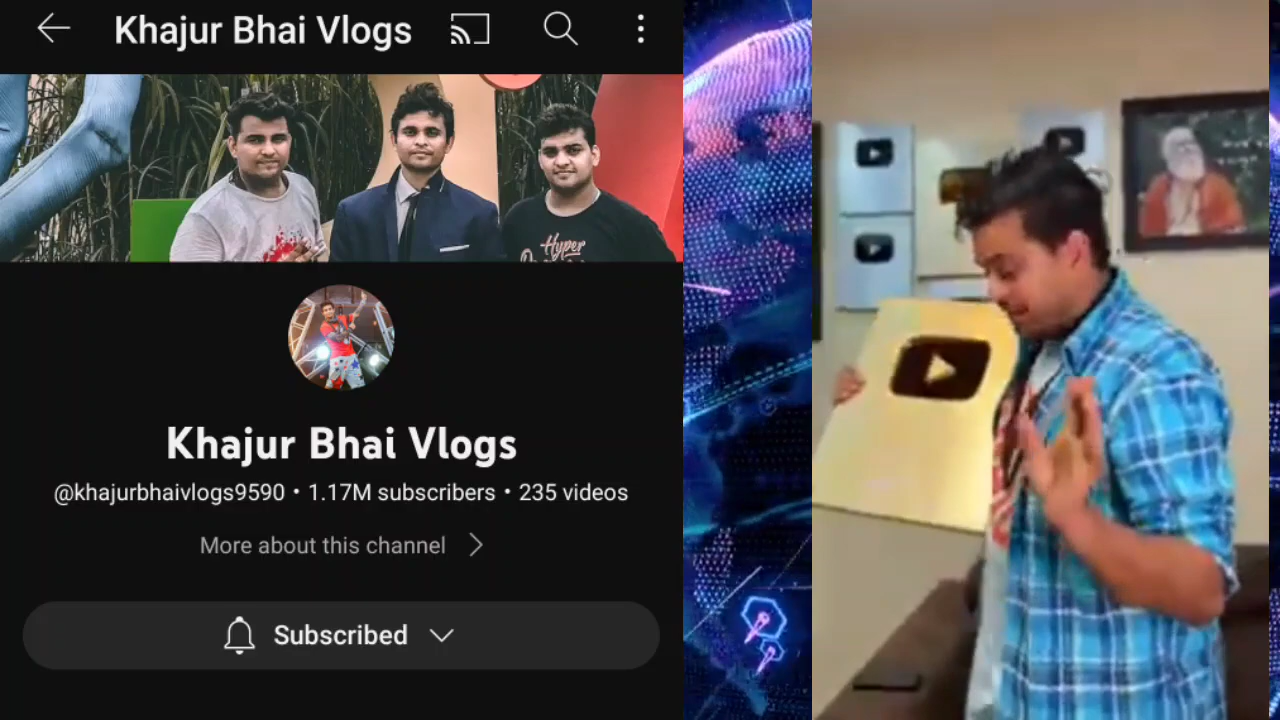 Khajur Bhai Vlogs
Hyper
Khajur Bhai Vlogs
@khajurbhaivlogs9590 • 1.17M subscribers • 235 videos
More about this channel
Subscribed